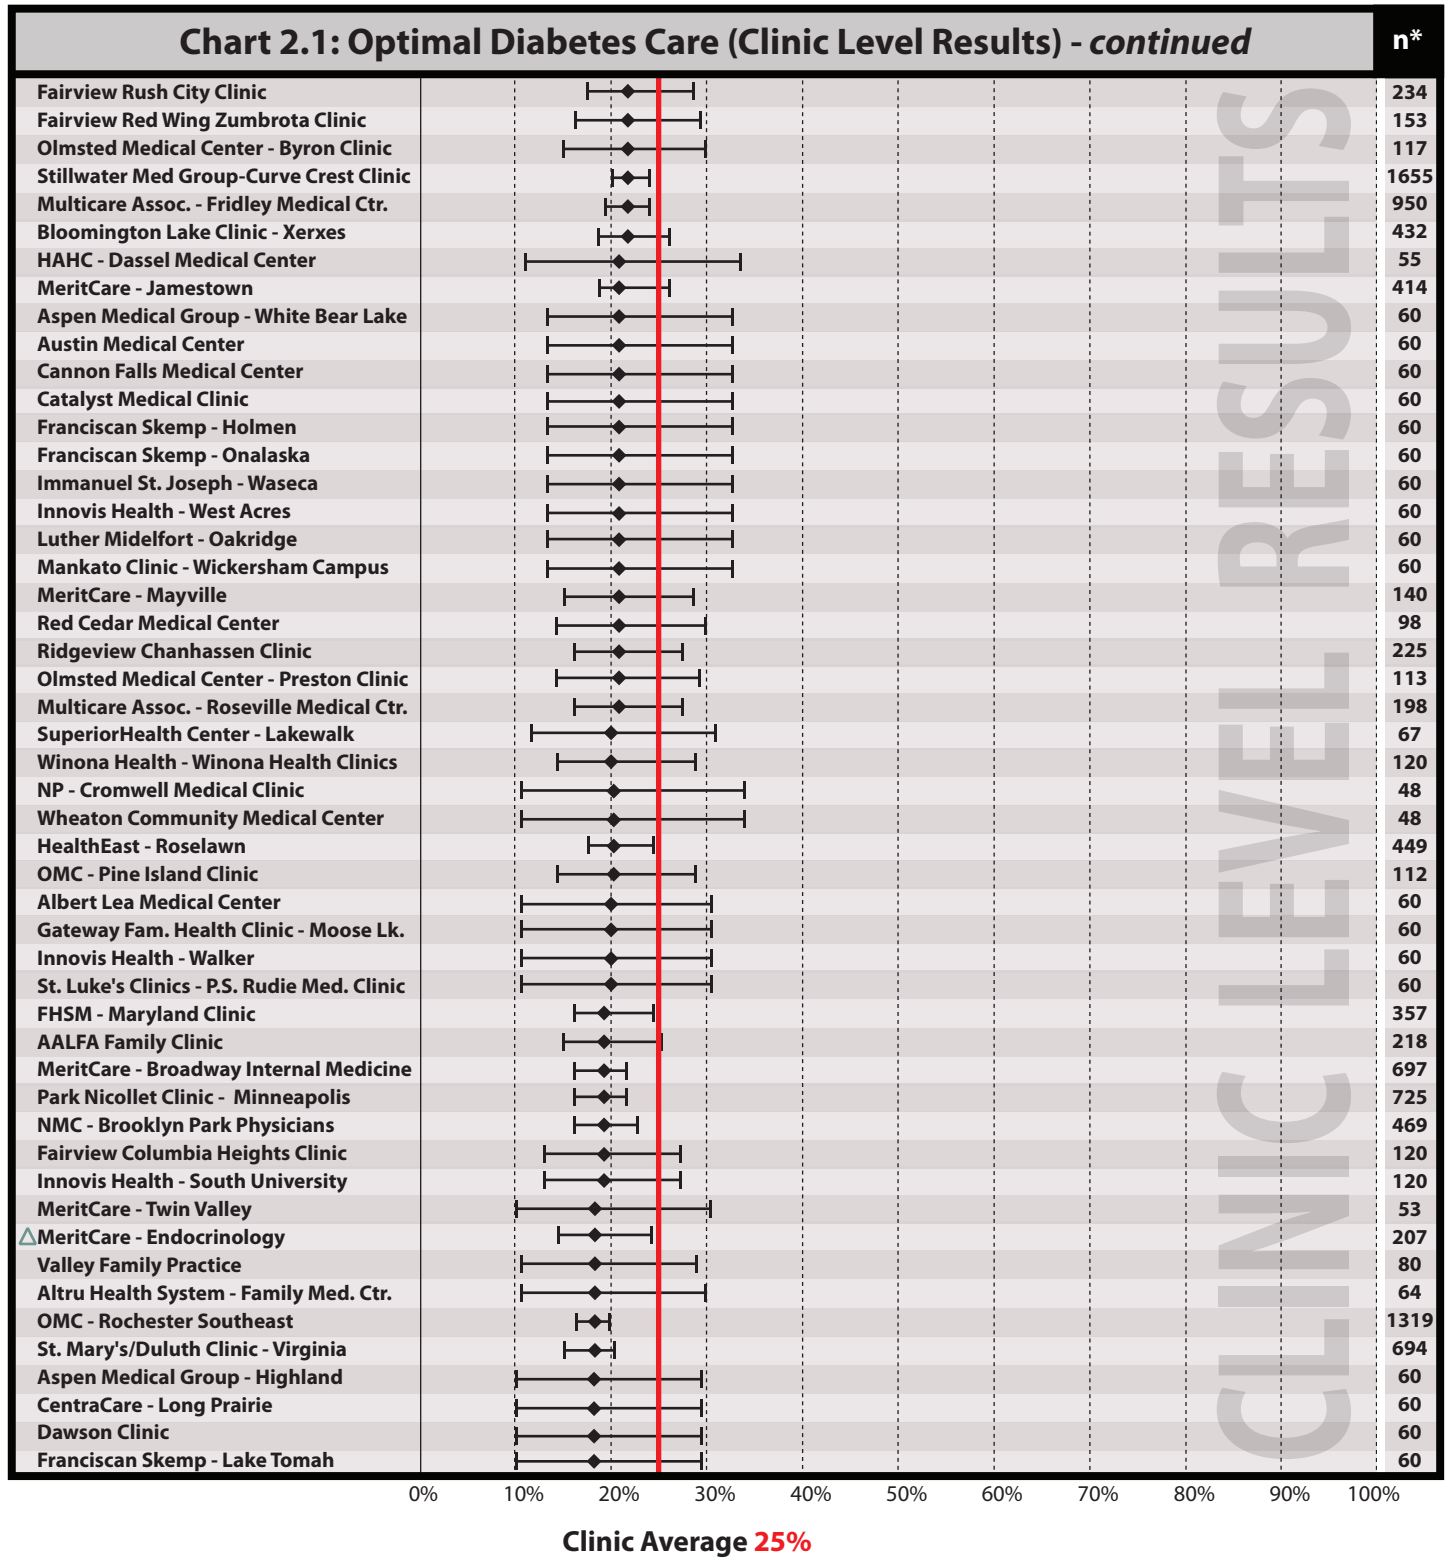 Chart 2.1: Optimal Diabetes Care (Clinic Level Results) - continued n*
Fairview Rush City Clinic 234
Fairview Red Wing Zumbrota Clinic 153
Olmsted Medical Center - Byron Clinic 117
Stillwater Med Group-Curve Crest Clinic 1655
Multicare Assoc. - Fridley Medical Ctr. 950
Bloomington Lake Clinic - Xerxes 432
HAHC - Dassel Medical Center 55
MeritCare - Jamestown 414
Aspen Medical Group - White Bear Lake 60
Austin Medical Center 60
Cannon Falls Medical Center 60
Catalyst Medical Clinic 60
Franciscan Skemp - Holmen 60
Franciscan Skemp - Onalaska 60
Immanuel St. Joseph - Waseca 60
Innovis Health - West Acres 60
Luther Midelfort - Oakridge 60
Mankato Clinic - Wickersham Campus 60
MeritCare - Mayville 140
Red Cedar Medical Center 98
Ridgeview Chanhassen Clinic 225
Olmsted Medical Center - Preston Clinic 113
Multicare Assoc. - Roseville Medical Ctr. 198
SuperiorHealth Center - Lakewalk 67
Winona Health - Winona Health Clinics 120
NP - Cromwell Medical Clinic 48
Wheaton Community Medical Center 48
HealthEast - Roselawn 449
OMC - Pine Island Clinic 112
Albert Lea Medical Center 60
Gateway Fam. Health Clinic - Moose Lk. 60
Innovis Health - Walker 60
St. Luke's Clinics - P.S. Rudie Med. Clinic 60
FHSM - Maryland Clinic 357
AALFA Family Clinic 218
MeritCare - Broadway Internal Medicine 697
Park Nicollet Clinic - Minneapolis 725
NMC - Brooklyn Park Physicians 469
Fairview Columbia Heights Clinic 120
Innovis Health - South University 120
MeritCare - Twin Valley 53
MeritCare - Endocrinology 207
Valley Family Practice 80
Altru Health System - Family Med. Ctr. 64
OMC - Rochester Southeast 1319
St. Mary's/Duluth Clinic - Virginia 694
Aspen Medical Group - Highland 60
CentraCare - Long Prairie 60
Dawson Clinic 60
Franciscan Skemp - Lake Tomah 60
CLINIC LEVEL RESULTS
0% 10% 20% 30% 40% 50% 60% 70% 80% 90% 100%
Clinic Average 25%